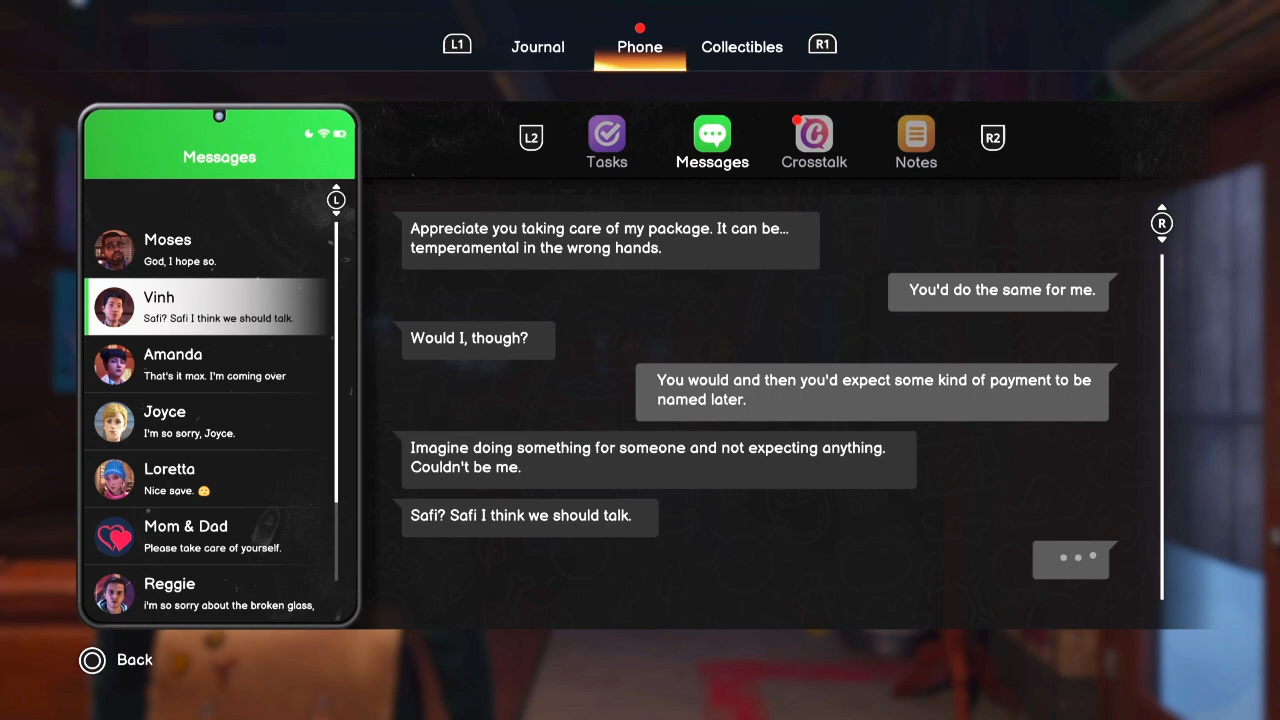 L1
Journal
Phone
Collectibles
R1
Messages
L2
Tasks
Messages
Crosstalk
Notes
R2
L
Moses
God, I hope so.
Vinh
Safi? Safi I think we should talk.
Amanda
That's it max. I'm coming over
Joyce
I'm so sorry, Joyce.
Loretta
Nice save.
Mom & Dad
Please take care of yourself.
Reggie
i'm so sorry about the broken glass,
Appreciate you taking care of my package. It can be...
temperamental in the wrong hands.
You'd do the same for me.
Would I, though?
You would and then you'd expect some kind of payment to be
named later.
Imagine doing something for someone and not expecting anything.
Couldn't be me.
Safi? Safi I think we should talk.
R
Back